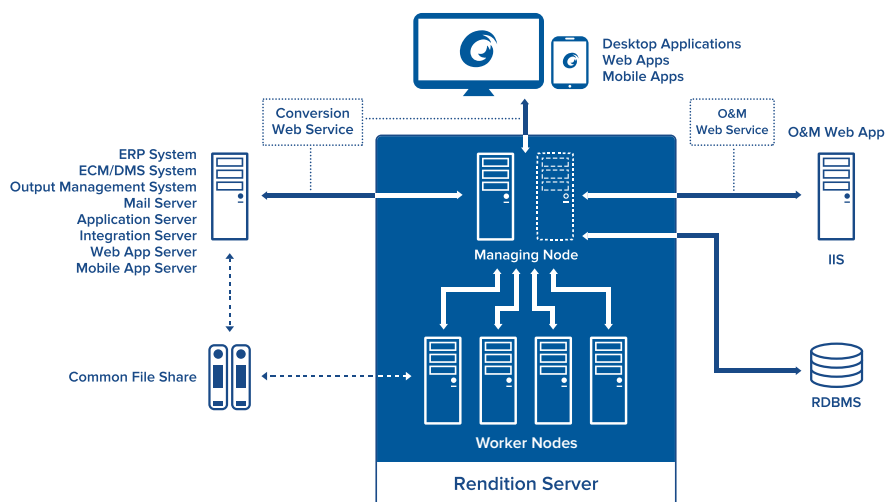 Desktop Applications
Web Apps
Mobile Apps
Conversion
Web Service
O&M
Web Service
O&M Web App
ERP System
ECM/DMS System
Output Management System
Mail Server
Application Server
Integration Server
Web App Server
Mobile App Server
Managing Node
IIS
Common File Share
RDBMS
Worker Nodes
Rendition Server